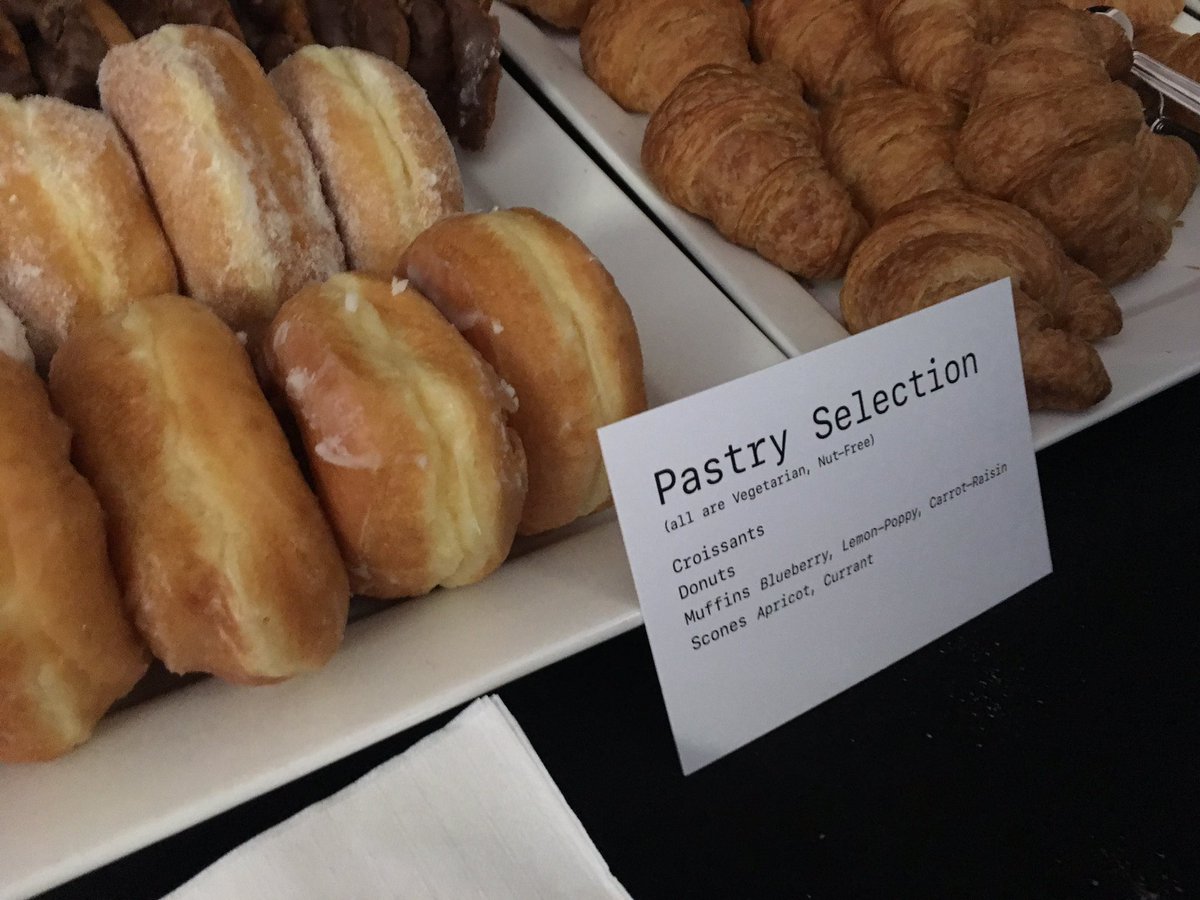 Pastry Selection
(all are Vegetarian, Nut-Free)
Croissants
Donuts
Muffins Blueberry, Lemon-Poppy, Carrot-Raisin
Scones Apricot, Currant